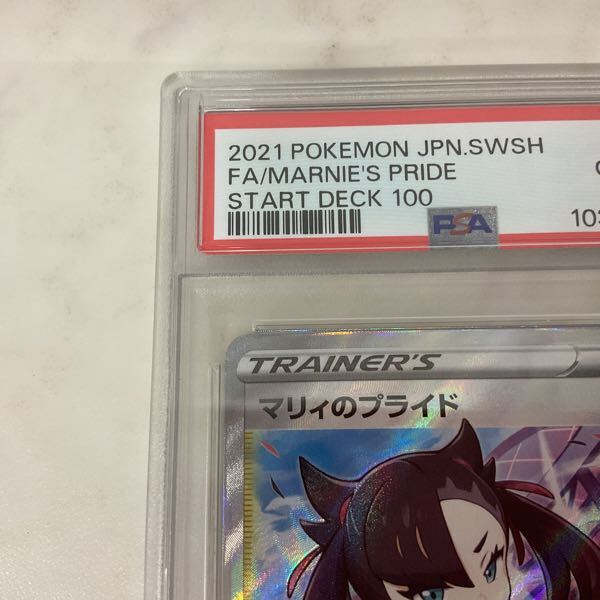 2021 POKEMON JPN.SWSH
FA/MARNIE'S PRIDE
START DECK 100
PSA
TRAINER'S
マリィのプライド